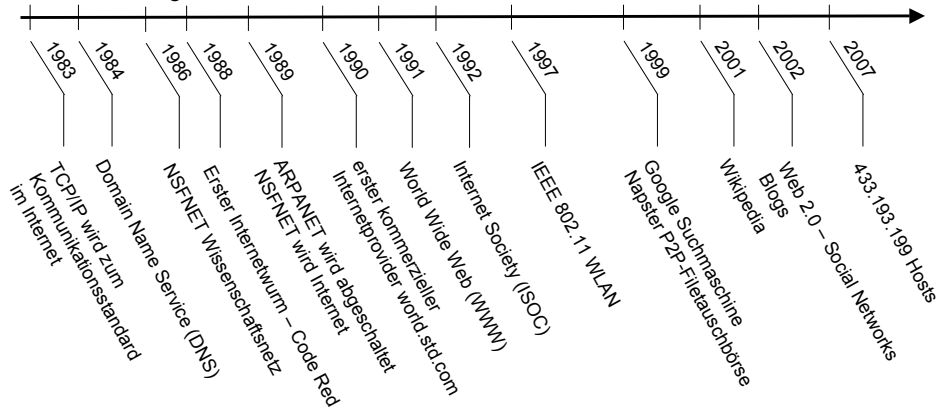 1983
1984
1986
1988
1989
1990
1991
1992
1997
1999
2001
2002
2007
TCP/IP wird zum
Kommunikationsstandard
im Internet
Domain Name Service (DNS)
NSFNET Wissenschaftsnetz
Erster Internetwurm – Code Red
ARPANET wird abgeschaltet
NSFNET wird Internet
erster kommerzieller
Internetprovider world.std.com
World Wide Web (WWW)
Internet Society (ISOC)
IEEE 802.11 WLAN
Google Suchmaschine
Napster P2P-Filetauschbörse
Wikipedia
Web 2.0 – Social Networks
Blogs
433.193.199 Hosts